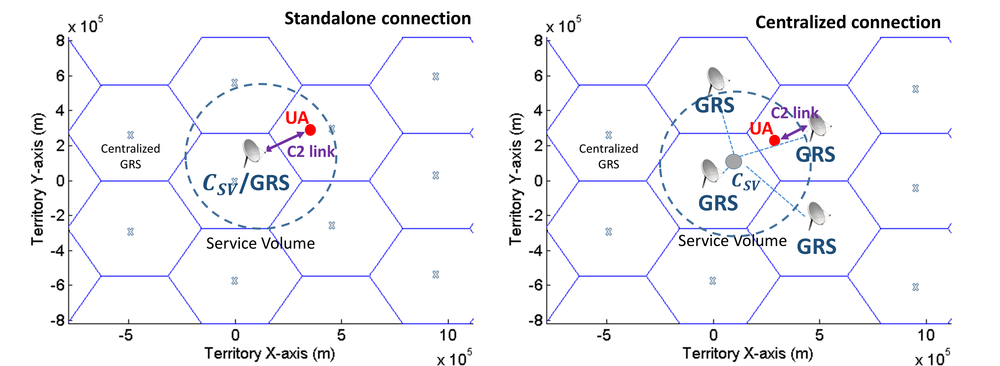 Standalone connection
x 10^5
8
6
4
2
0
-2
-4
-6
-8
Territory Y-axis (m)
UA
C2 link
Centralized
GRS
C_SV/GRS
Service Volume
-5
0
5
10
Territory X-axis (m)
x 10^5
Centralized connection
x 10^5
8
6
4
2
0
-2
-4
-6
-8
Territory Y-axis (m)
GRS
C2 link
UA
Centralized
GRS
GRS
C_SV
GRS
Service Volume
GRS
-5
0
5
10
Territory X-axis (m)
x 10^5